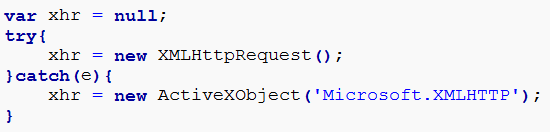 var xhr = null;
try{
    xhr = new XMLHttpRequest();
}catch(e){
    xhr = new ActiveXObject('Microsoft.XMLHTTP');
}